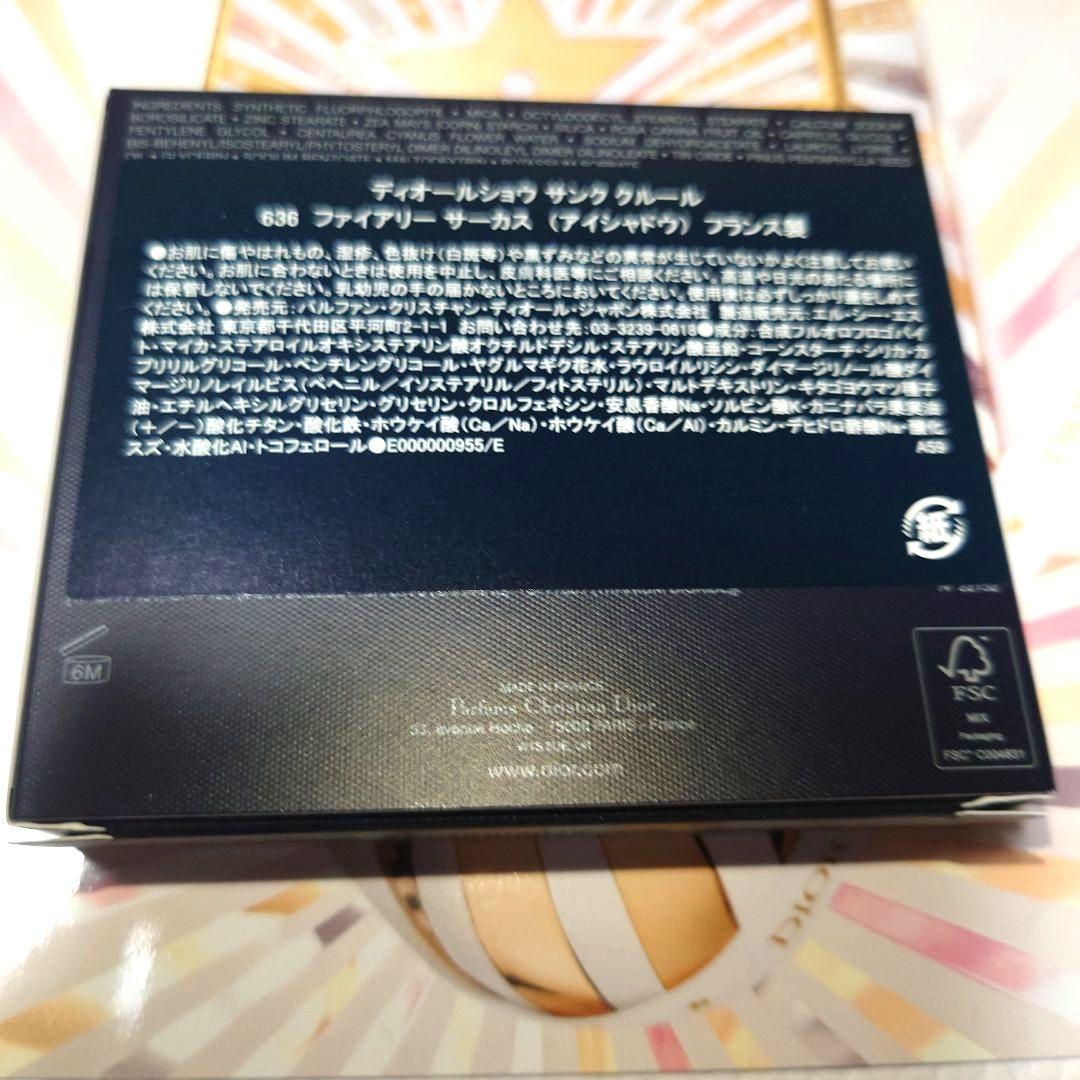 INGREDIENTS: SYNTHETIC FLUORPHLOGOPITE • MICA • OCTYLDODECYL STEAROYL STEARATE • CALCIUM SODIUM
BOROSILICATE • ZINC STEARATE • ZEA MAYS (CORN) STARCH • SILICA • ROSA CANINA FRUIT OIL • CAPRYLYL GLYCOL •
PENTYLENE GLYCOL • CENTAUREA CYANUS FLOWER WATER • SODIUM DEHYDROACETATE • LAUROYL LYSINE •
BIS-BEHENYL/ISOSTEARYL/PHYTOSTERYL DIMER DILINOLEYL DIMER DILINOLEATE • TIN OXIDE • PINUS
OIL • GLYCERIN • SODIUM BENZOATE • MALTODEXTRIN • POTASSIUM SORBATE
ディオールショウ サンク クルール
636 ファイアリー サーカス (アイシャドウ) フランス製
●お肌に傷やはれもの、湿疹、色抜け(白斑等)や黒ずみなどの異常が生じていないかよく注意してお使い
ください。お肌に合わないときは使用を中止し、皮膚科医等にご相談ください。高温や日光のあたる場所に
は保管しないでください。乳幼児の手の届かないところにおいてください。使用後は必ずしっかり蓋をしめて
ください。●発売元:パルファン・クリスチャン・ディオール・ジャポン株式会社 製造販売元:エル・シー・エス
株式会社 東京都千代田区平河町2-1-1 お問い合わせ先:03-3239-0618●成分:合成フルオロフロゴパイ
ト・マイカ・ステアロイルオキシステアリン酸オクチルドデシル・ステアリン酸亜鉛・コーンスターチ・シリカ・カ
プリリルグリコール・ペンチレングリコール・ヤグルマギク花水・ラウロイルリシン・ダイマージリノール酸ダイ
マージリノレイルビス(ベヘニル/イソステアリル/フィトステリル)・マルトデキストリン・キタゴヨウマツ種子
油・エチルヘキシルグリセリン・グリセリン・クロルフェネシン・安息香酸Na・ソルビン酸K・カニナバラ果実油
(+/-)酸化チタン・酸化鉄・ホウケイ酸(Ca/Na)・ホウケイ酸(Ca/Al)・カルミン・デヒドロ酢酸Na・酸化
スズ・水酸化Al・トコフェロール●E000000955/E
A59
紙
6M
MADE IN FRANCE
Parfums Christian Dior
33, avenue Hoche - 75008 PARIS - France
www.dior.com
FSC
MIX
Packaging
FSC™ C004831